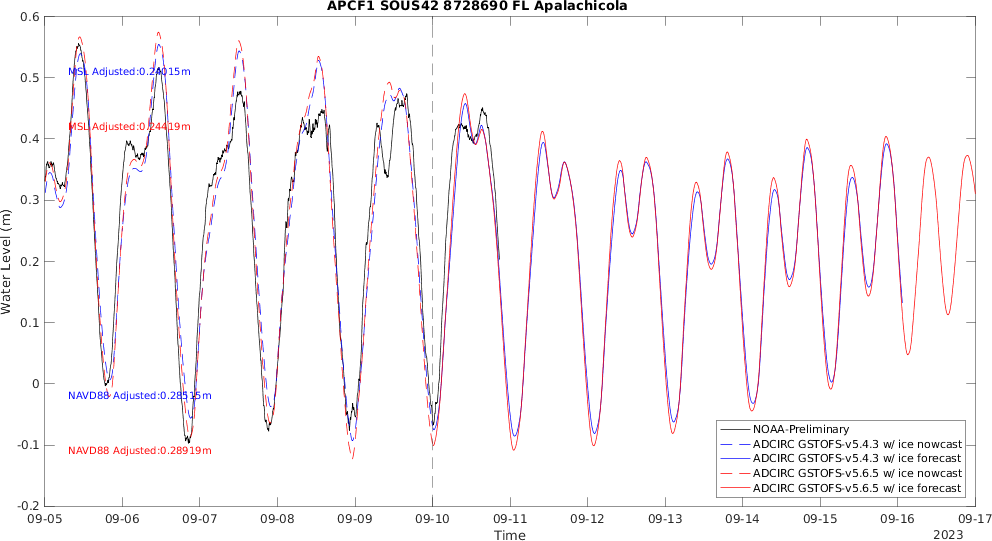 APCF1 SOUS42 8728690 FL Apalachicola
0.6
0.5
0.4
0.3
0.2
0.1
0
-0.1
-0.2
Water Level (m)
MSL Adjusted:0.24015m
MSL Adjusted:0.24419m
NAVD88 Adjusted:0.28515m
NAVD88 Adjusted:0.28919m
NOAA-Preliminary
ADCIRC GSTOFS-v5.4.3 w/ ice nowcast
ADCIRC GSTOFS-v5.4.3 w/ ice forecast
ADCIRC GSTOFS-v5.6.5 w/ ice nowcast
ADCIRC GSTOFS-v5.6.5 w/ ice forecast
09-05 09-06 09-07 09-08 09-09 09-10 09-11 09-12 09-13 09-14 09-15 09-16 09-17
Time
2023